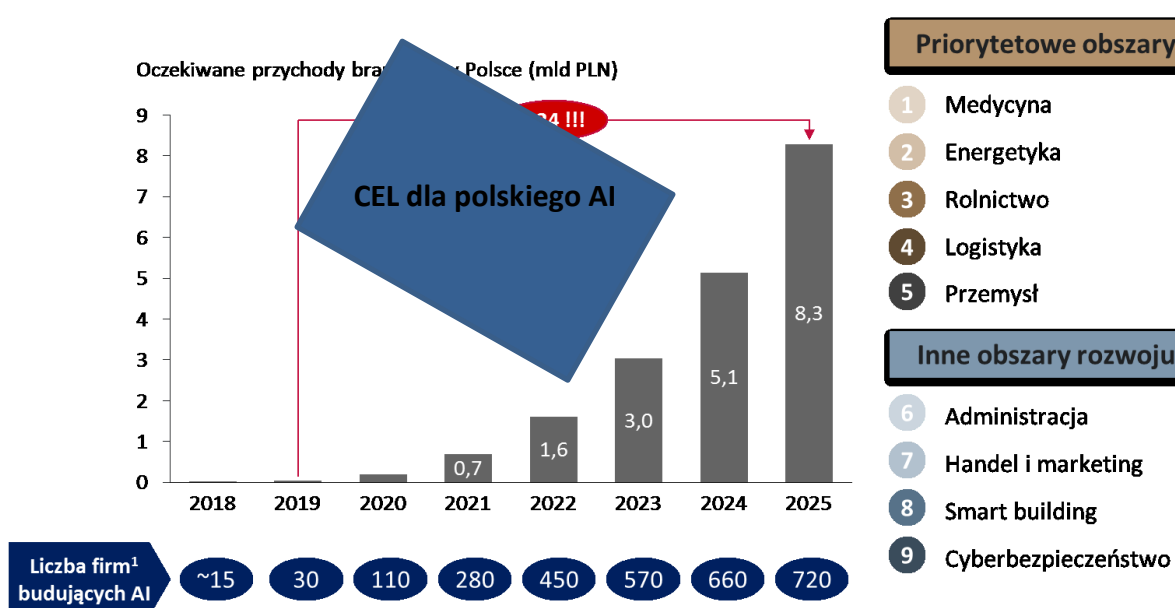 Oczekiwane przychody Polsce (mld PLN)
24 !!!
CEL dla polskiego AI
9
8
7
6
5
4
3
2
1
0
0,7
1,6
3,0
5,1
8,3
2018 2019 2020 2021 2022 2023 2024 2025
Liczba firm¹
budujących AI
~15 30 110 280 450 570 660 720
Priorytetowe obszary
1 Medycyna
2 Energetyka
3 Rolnictwo
4 Logistyka
5 Przemysł
Inne obszary rozwoju
6 Administracja
7 Handel i marketing
8 Smart building
9 Cyberbezpieczeństwo